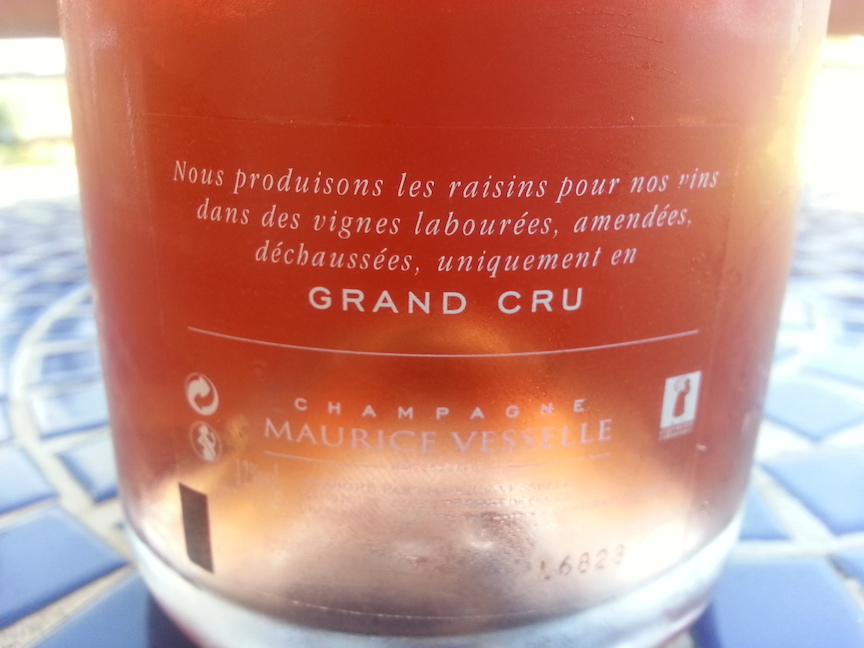 Nous produisons les raisins pour nos vins
dans des vignes labourées, amendées,
déchaussées, uniquement en
GRAND CRU
CHAMPAGNE
MAURICE VESSELLE
L6823